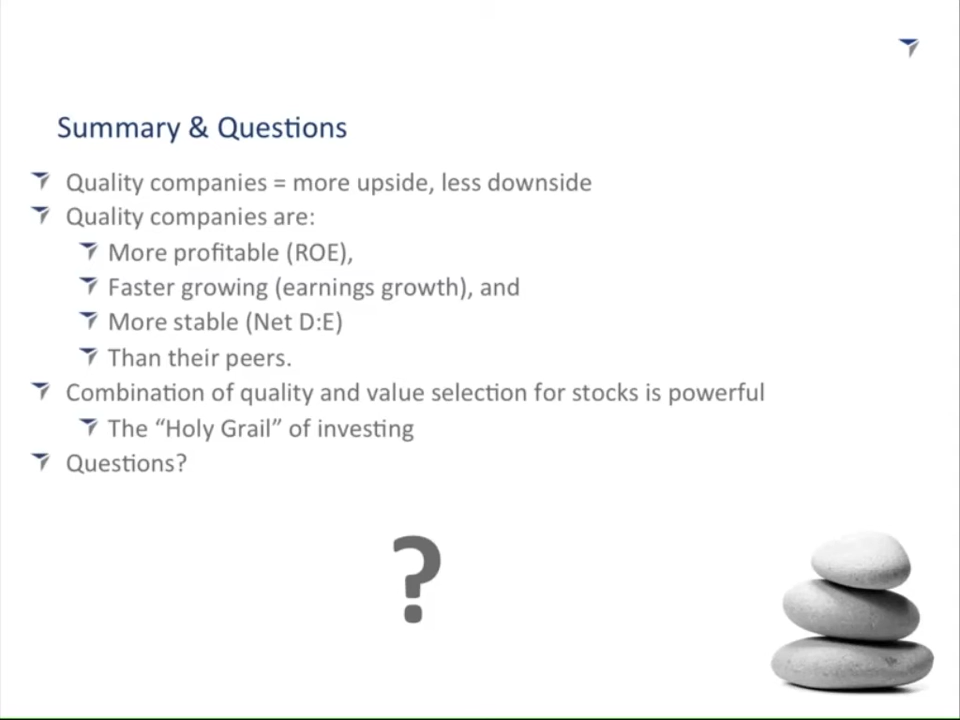 Summary & Questions
Quality companies = more upside, less downside
Quality companies are:
More profitable (ROE),
Faster growing (earnings growth), and
More stable (Net D:E)
Than their peers.
Combination of quality and value selection for stocks is powerful
The “Holy Grail” of investing
Questions?
?